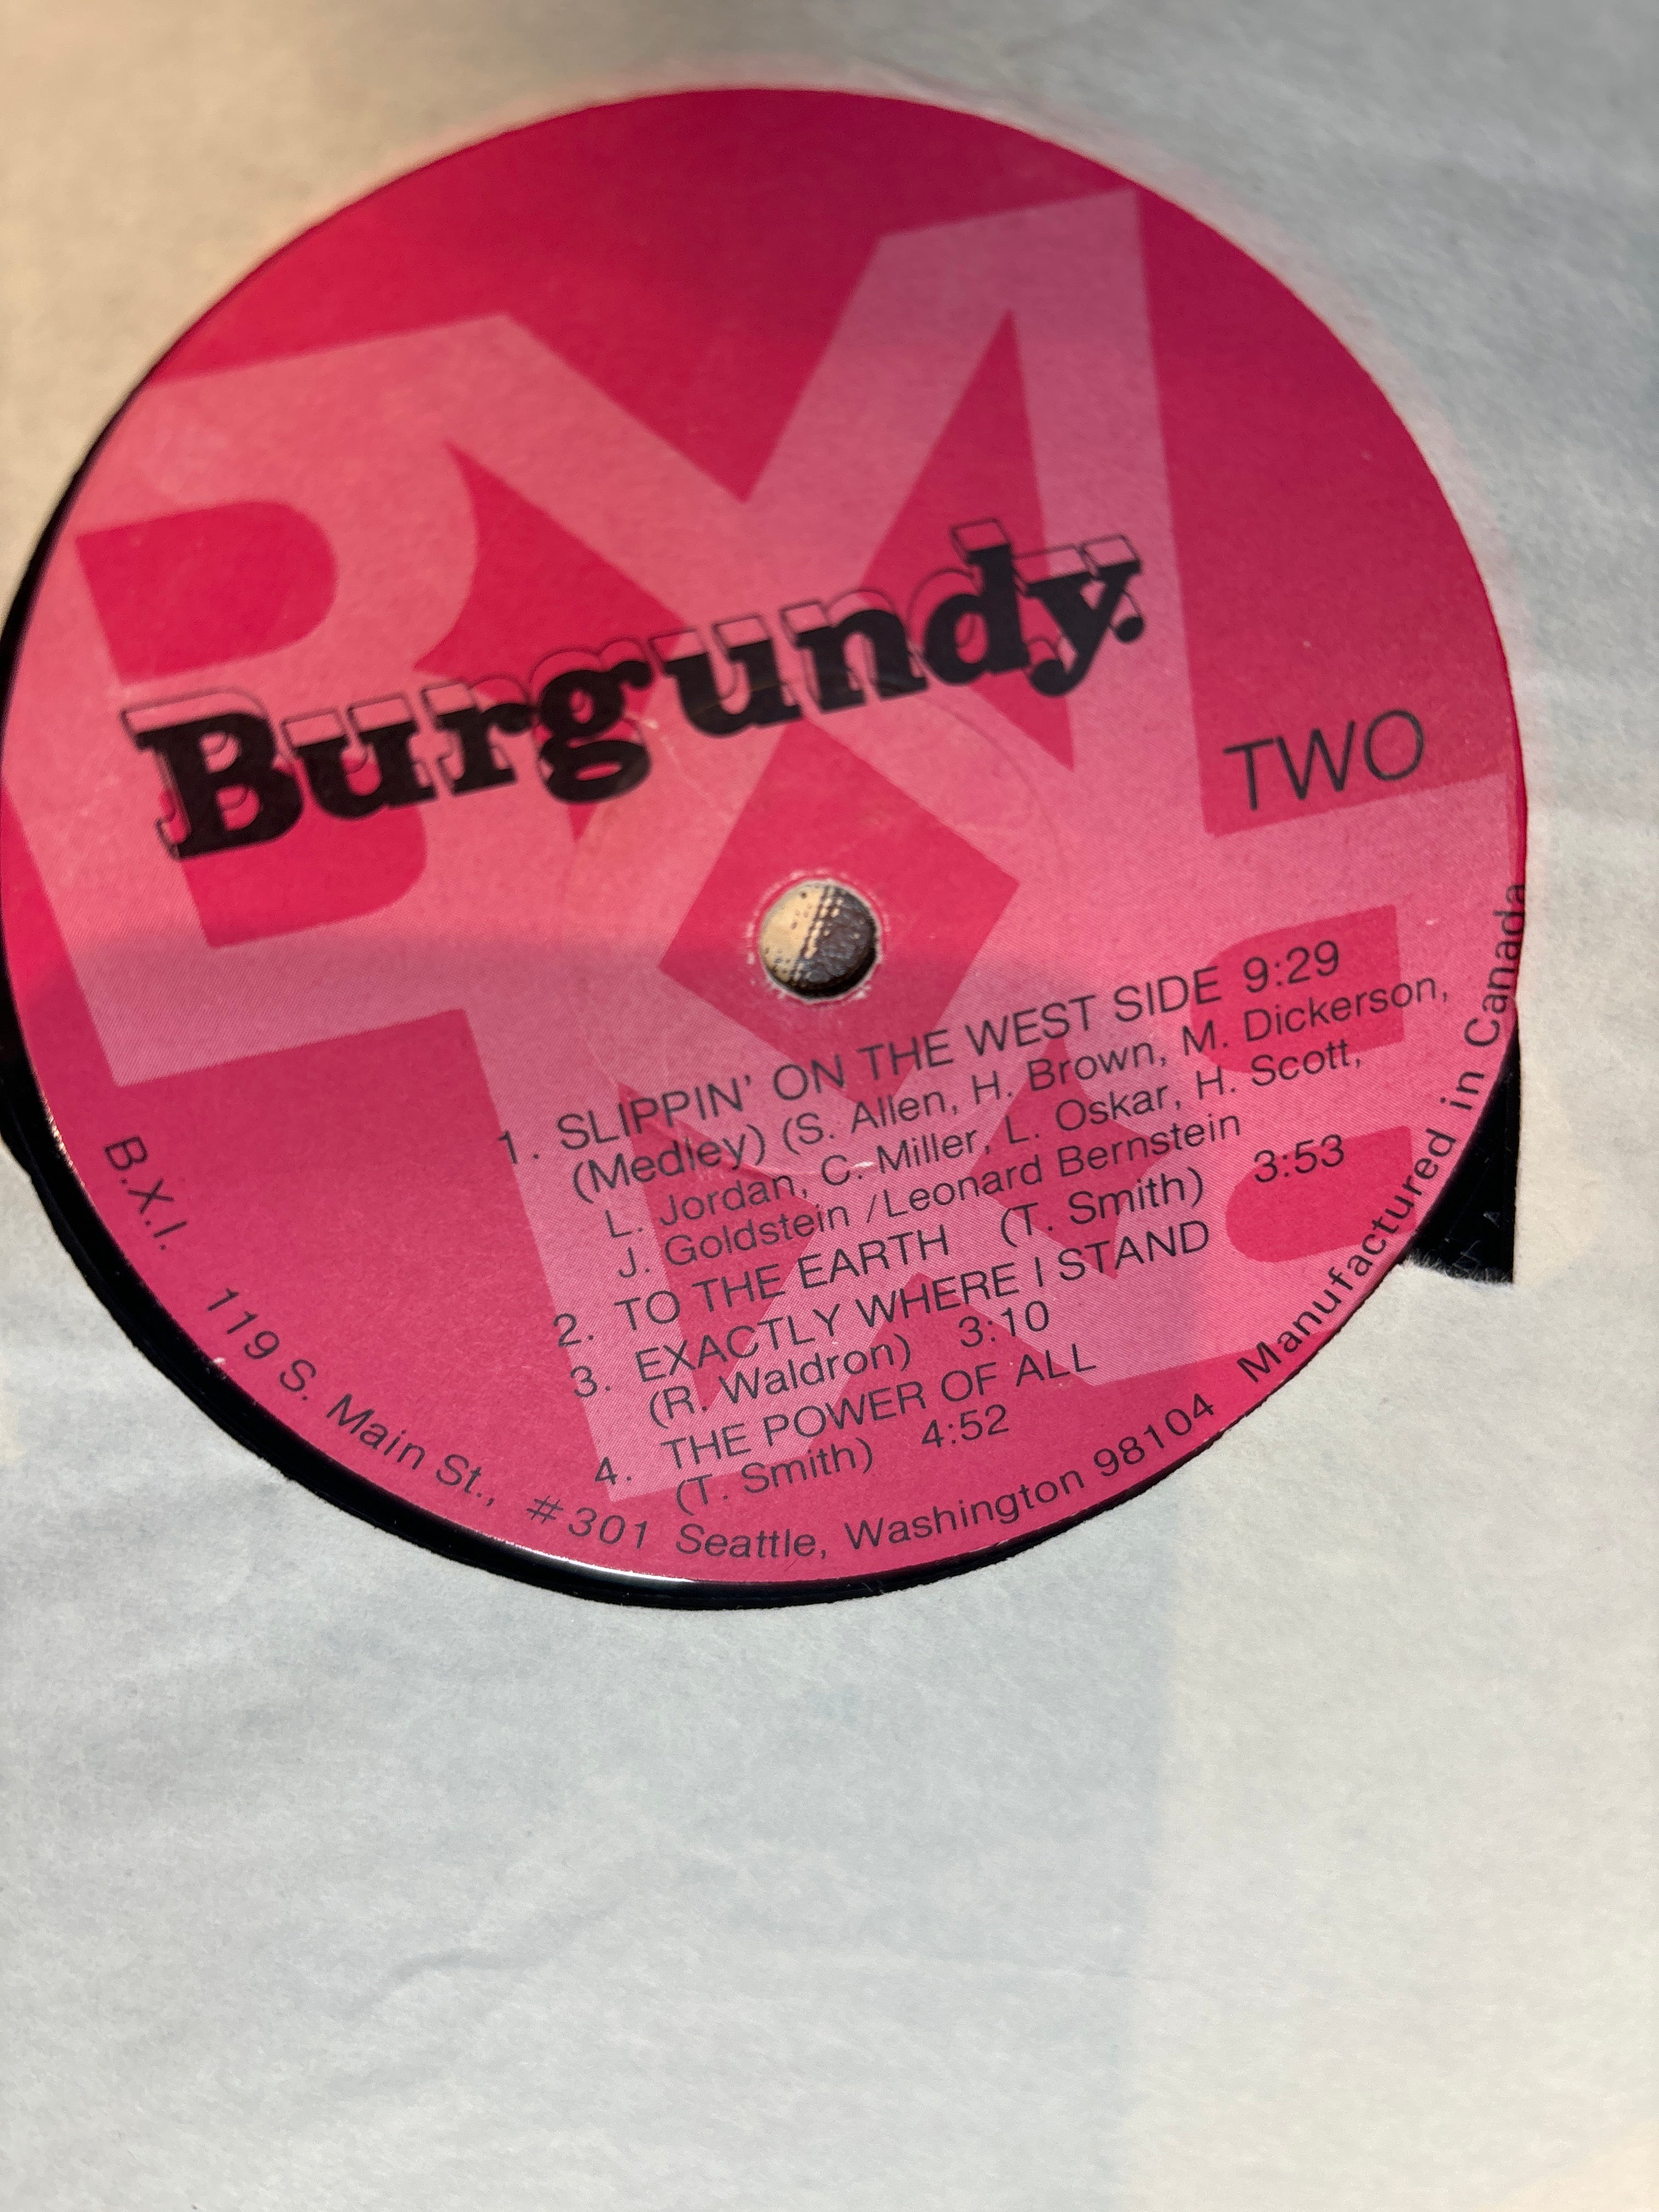 Burgundy.
TWO
1. SLIPPIN' ON THE WEST SIDE 9:29
(Medley) (S. Allen, H. Brown, M. Dickerson,
L. Jordan, C. Miller, L. Oskar, H. Scott,
J. Goldstein /Leonard Bernstein
2. TO THE EARTH (T. Smith) 3:53
3. EXACTLY WHERE I STAND
(R. Waldron) 3:10
4. THE POWER OF ALL
(T. Smith) 4:52
B.X.I. 119 S. Main St., #301 Seattle, Washington 98104 Manufactured in Canada